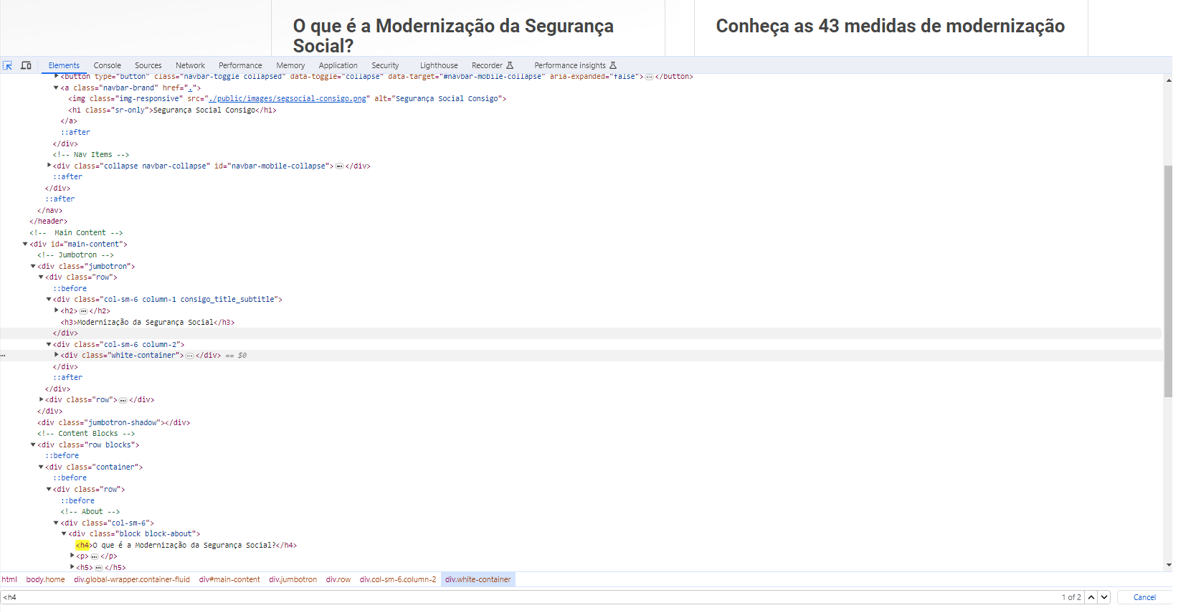 O que é a Modernização da Segurança
Social?
Conheça as 43 medidas de modernização
Elements Console Sources Network Performance Memory Application Security Lighthouse Recorder Performance insights
<button type="button" class="navbar-toggle collapsed" data-toggle="collapse" data-target="#navbar-mobile-collapse" aria-expanded="false">…</button>
<a class="navbar-brand" href=".">
<img class="img-responsive" src="./public/images/segsocial-consigo.png" alt="Segurança Social Consigo">
<h1 class="sr-only">Segurança Social Consigo</h1>
</a>
::after
</div>
<!-- Nav Items -->
<div class="collapse navbar-collapse" id="navbar-mobile-collapse">…</div>
::after
</div>
::after
</nav>
</header>
<!-- Main Content -->
<div id="main-content">
<!-- Jumbotron -->
<div class="jumbotron">
<div class="row">
::before
<div class="col-sm-6 column-1 consigo_title_subtitle">
<h2>…</h2>
<h3>Modernização da Segurança Social</h3>
</div>
<div class="col-sm-6 column-2">
… <div class="white-container">…</div> == $0
</div>
::after
</div>
<div class="row">…</div>
</div>
<div class="jumbotron-shadow"></div>
<!-- Content Blocks -->
<div class="row blocks">
::before
<div class="container">
::before
<div class="row">
::before
<!-- About -->
<div class="col-sm-6">
<div class="block block-about">
<h4>O que é a Modernização da Segurança Social?</h4>
<p>…</p>
<h5>…</h5>
html body.home div.global-wrapper.container-fluid div#main-content div.jumbotron div.row div.col-sm-6.column-2 div.white-container
<h4 1 of 2 Cancel